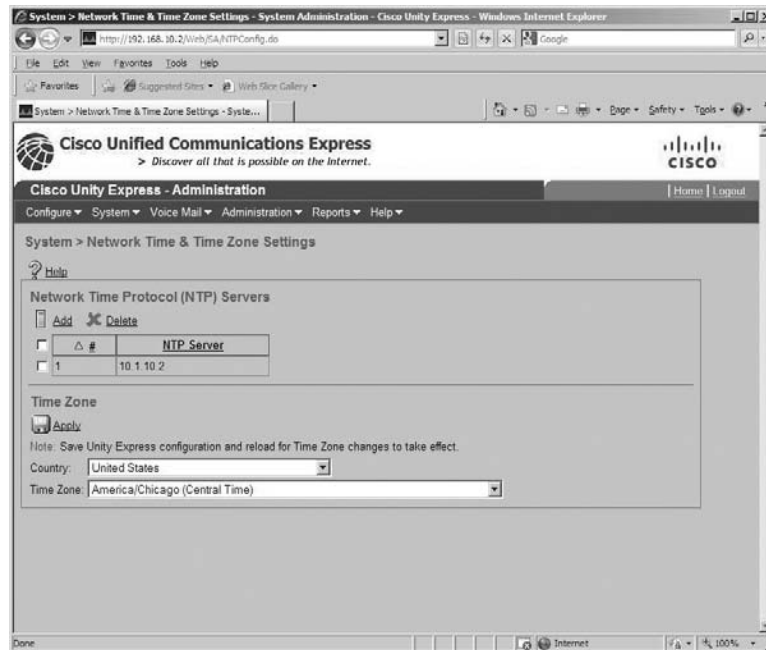 System > Network Time & Time Zone Settings - System Administration - Cisco Unity Express - Windows Internet Explorer
http://192.168.10.2/Web/SA/NTPConfig.do
Google
File Edit View Favorites Tools Help
Favorites Suggested Sites Web Slice Gallery
System > Network Time & Time Zone Settings - Syste...
Page Safety Tools
Cisco Unified Communications Express
> Discover all that is possible on the Internet.
CISCO
Cisco Unity Express - Administration
Home | Logout
Configure System Voice Mail Administration Reports Help
System > Network Time & Time Zone Settings
Help
Network Time Protocol (NTP) Servers
Add Delete
# NTP Server
1 10.1.10.2
Time Zone
Apply
Note: Save Unity Express configuration and reload for Time Zone changes to take effect.
Country: United States
Time Zone: America/Chicago (Central Time)
Done Internet 100%